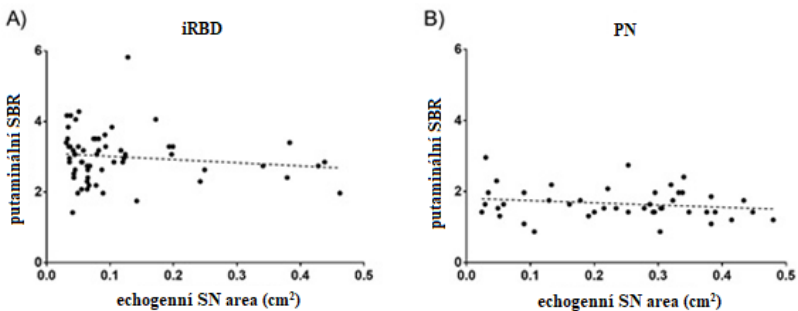 A)
iRBD
putaminální SBR
6
4
2
0
0.0 0.1 0.2 0.3 0.4 0.5
echogenní SN area (cm²)
B)
PN
putaminální SBR
6
4
2
0
0.0 0.1 0.2 0.3 0.4 0.5
echogenní SN area (cm²)